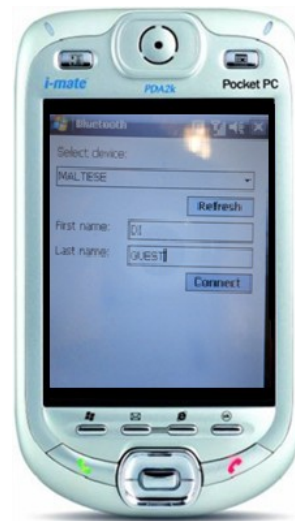 i-mate PDA2k Pocket PC
Bluetooth
Select device:
MALTESE
Refresh
First name: DI
Last name: GUEST
Connect